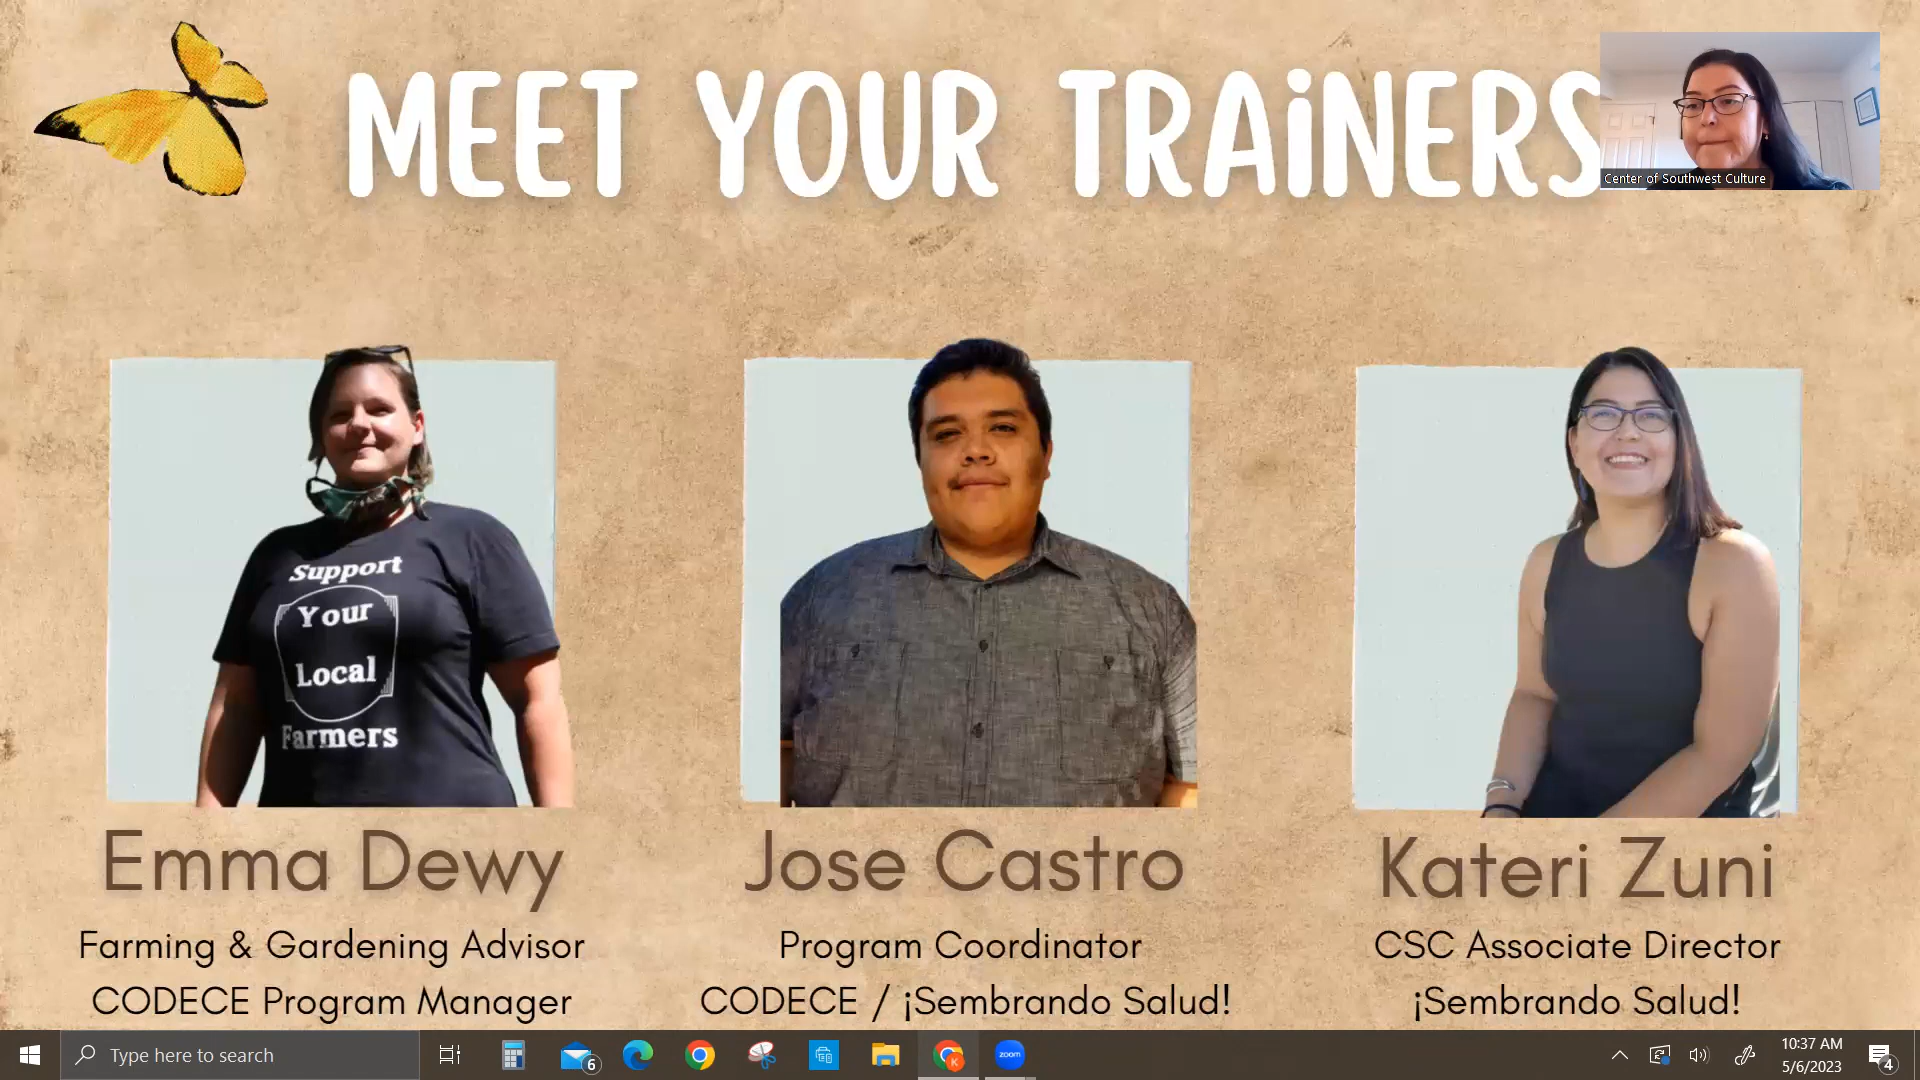 MEET YOUR TRAiNERS
Center of Southwest Culture
Support
Your
Local
Farmers
Emma Dewy
Jose Castro
Kateri Zuni
Farming & Gardening Advisor
CODECE Program Manager
Program Coordinator
CODECE / ¡Sembrando Salud!
CSC Associate Director
¡Sembrando Salud!
Type here to search
6
K
zoom
10:37 AM
5/6/2023
4